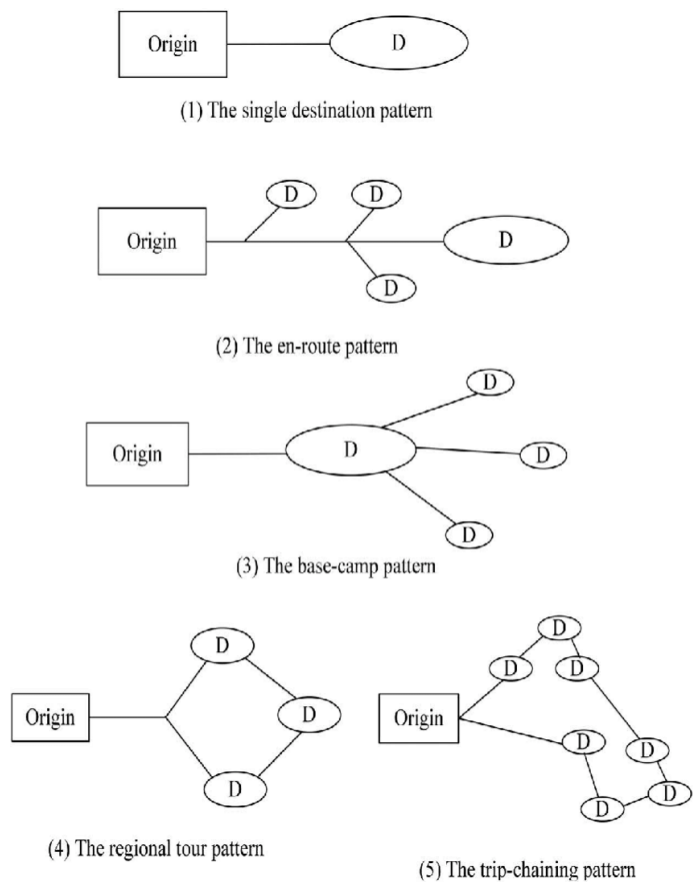 Origin
D
(1) The single destination pattern
D
D
Origin
D
D
(2) The en-route pattern
D
Origin
D
D
D
(3) The base-camp pattern
D
Origin
D
D
(4) The regional tour pattern
D
D
D
Origin
D
D
D
D
(5) The trip-chaining pattern